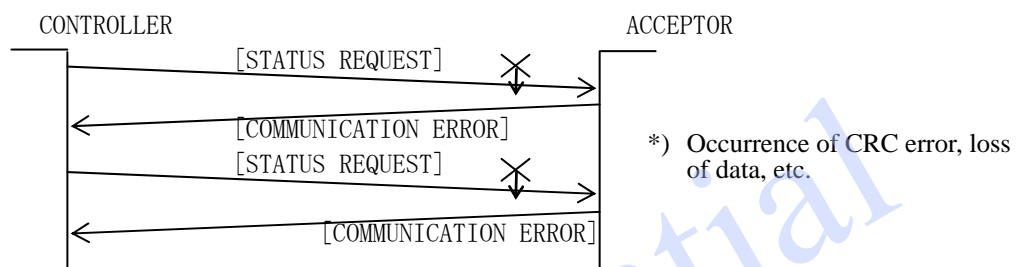 CONTROLLER
ACCEPTOR
[STATUS REQUEST]
[COMMUNICATION ERROR]
*) Occurrence of CRC error, loss
of data, etc.
[STATUS REQUEST]
[COMMUNICATION ERROR]